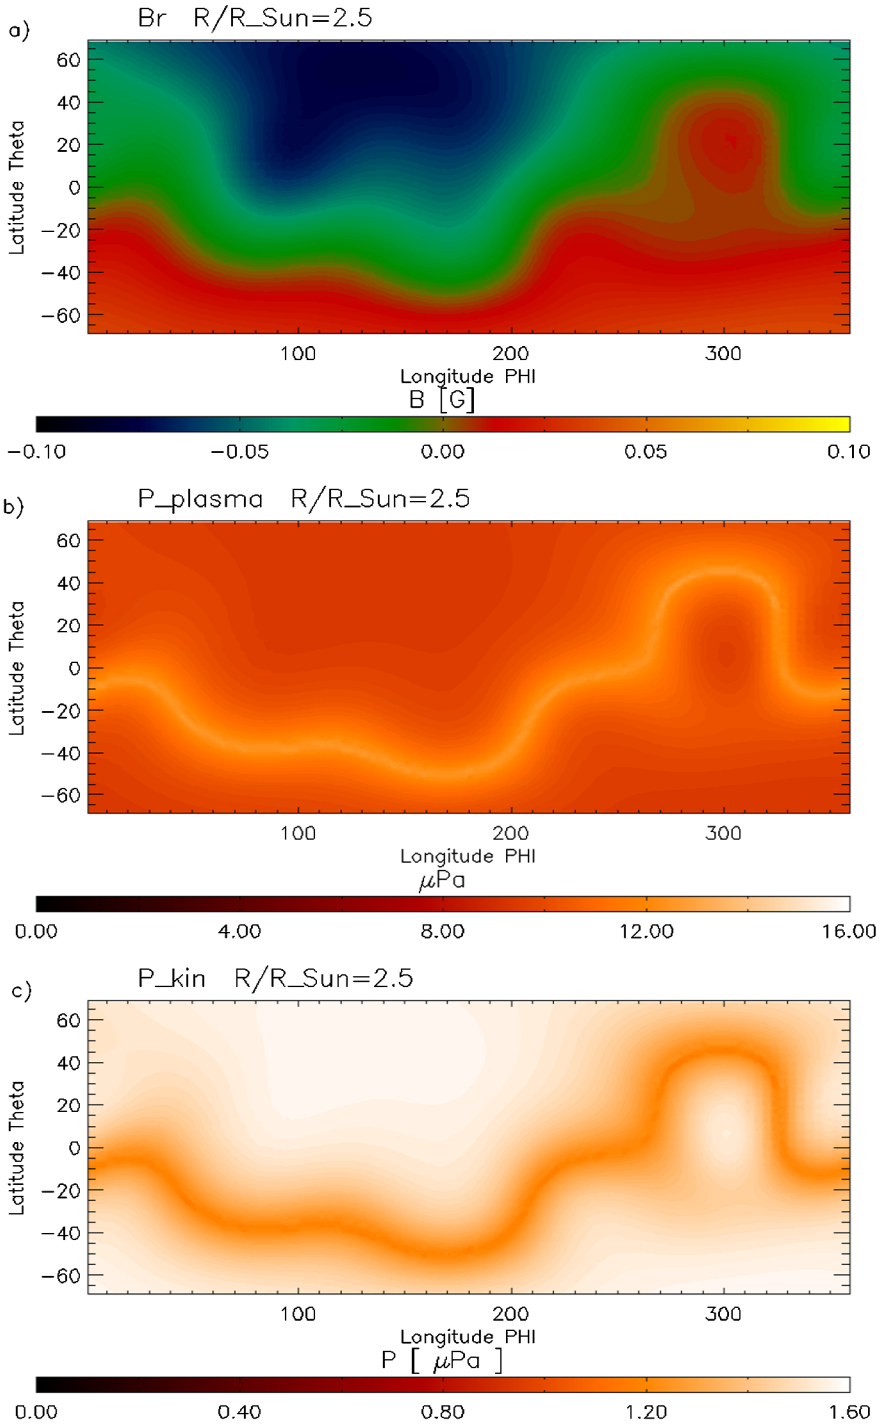 a)
Br R/R_Sun=2.5
Latitude Theta
60
40
20
0
−20
−40
−60
100 200 300
Longitude PHI
B [G]
−0.10 −0.05 0.00 0.05 0.10
b)
P_plasma R/R_Sun=2.5
Latitude Theta
60
40
20
0
−20
−40
−60
100 200 300
Longitude PHI
μPa
0.00 4.00 8.00 12.00 16.00
c)
P_kin R/R_Sun=2.5
Latitude Theta
60
40
20
0
−20
−40
−60
100 200 300
Longitude PHI
P [ μPa ]
0.00 0.40 0.80 1.20 1.60